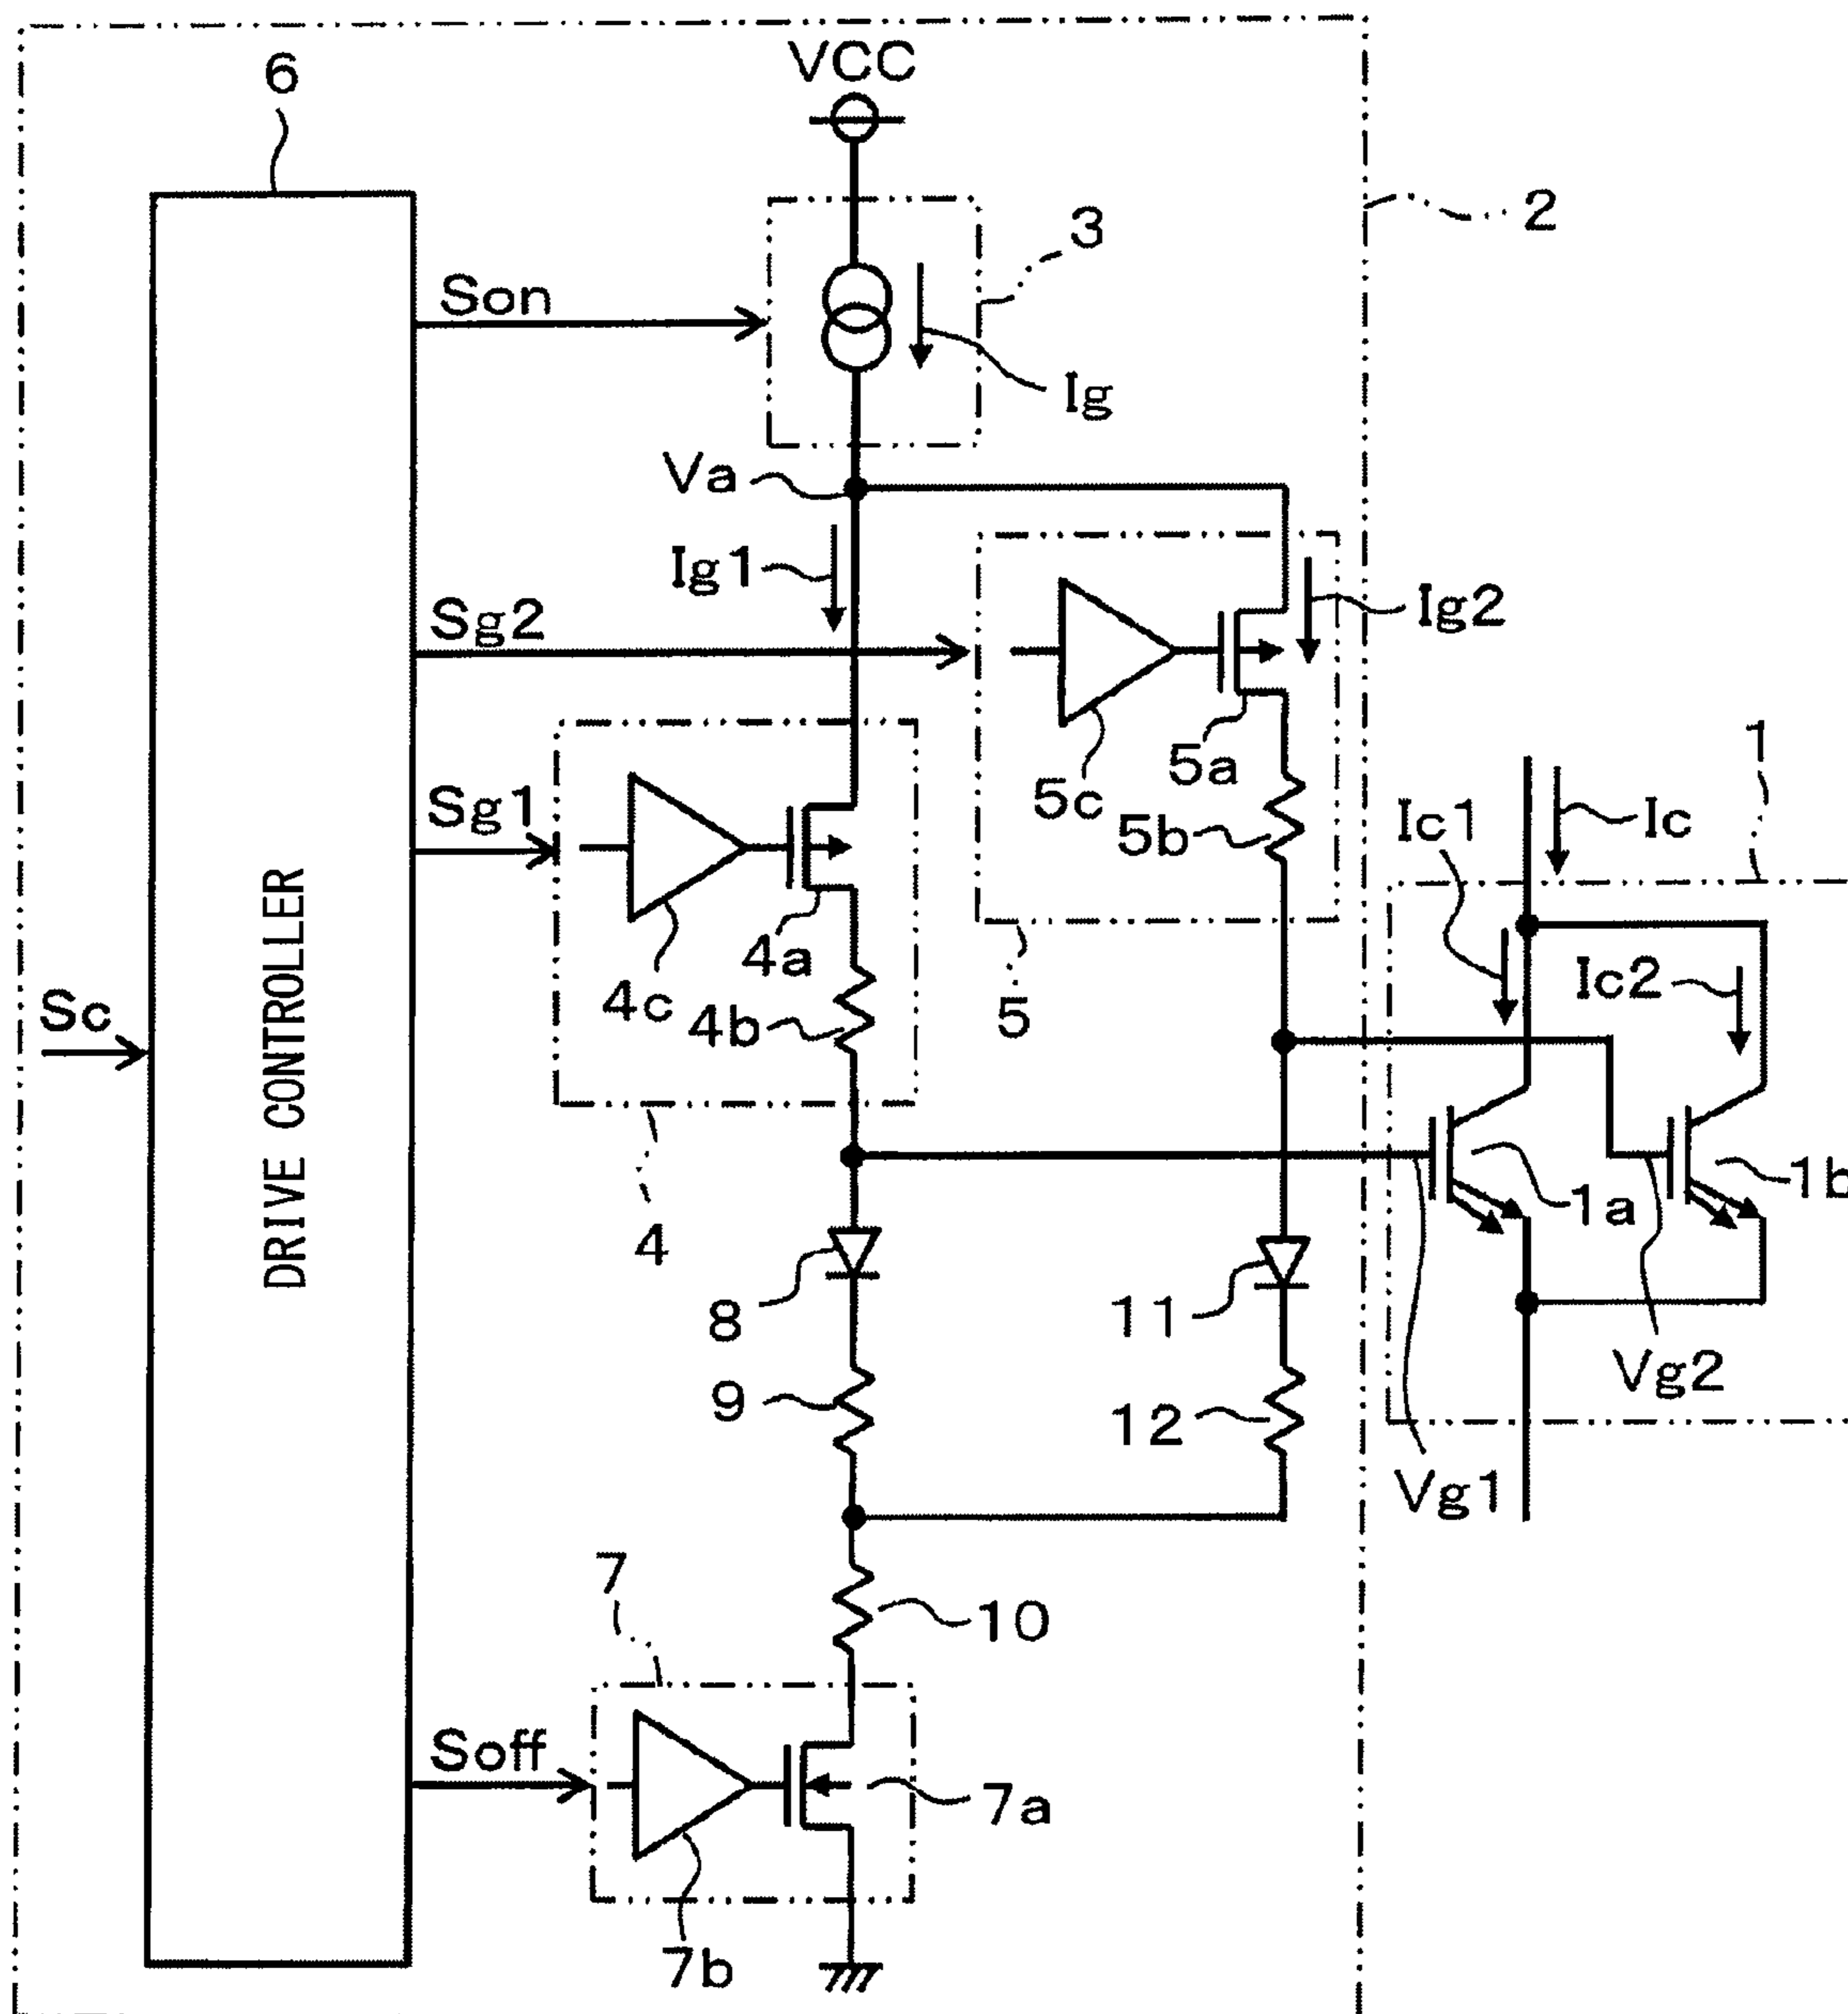 VCC
6
2
3
Son
Ig
Va
Ig1
Ig2
Sg2
5a
1
5c
Sg1
5b
Ic1
Ic
DRIVE CONTROLLER
4a
4c
Ic2
Sc
4b
5
1a
1b
4
8
11
Vg2
9
12
Vg1
7
10
Soff
7a
7b